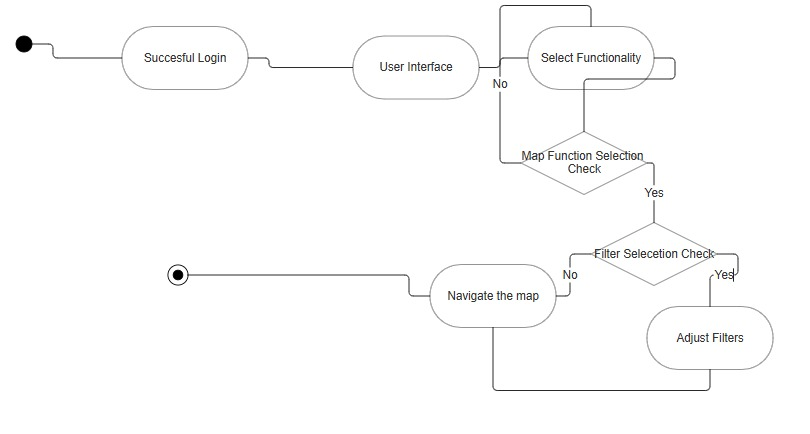 Succesful Login
User Interface
Select Functionality
No
Map Function Selection
Check
Yes
Filter Selecetion Check
No
Yes
Navigate the map
Adjust Filters